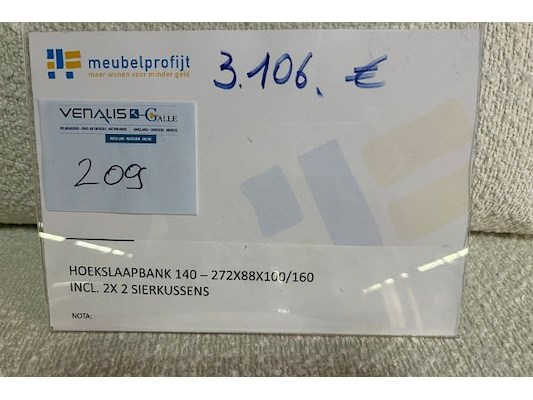 meubelprofijt
meer wonen voor minder geld
3.106. €
VENALIS GALLE
209
HOEKSLAAPBANK 140 – 272X88X100/160
INCL. 2X 2 SIERKUSSENS
NOTA: